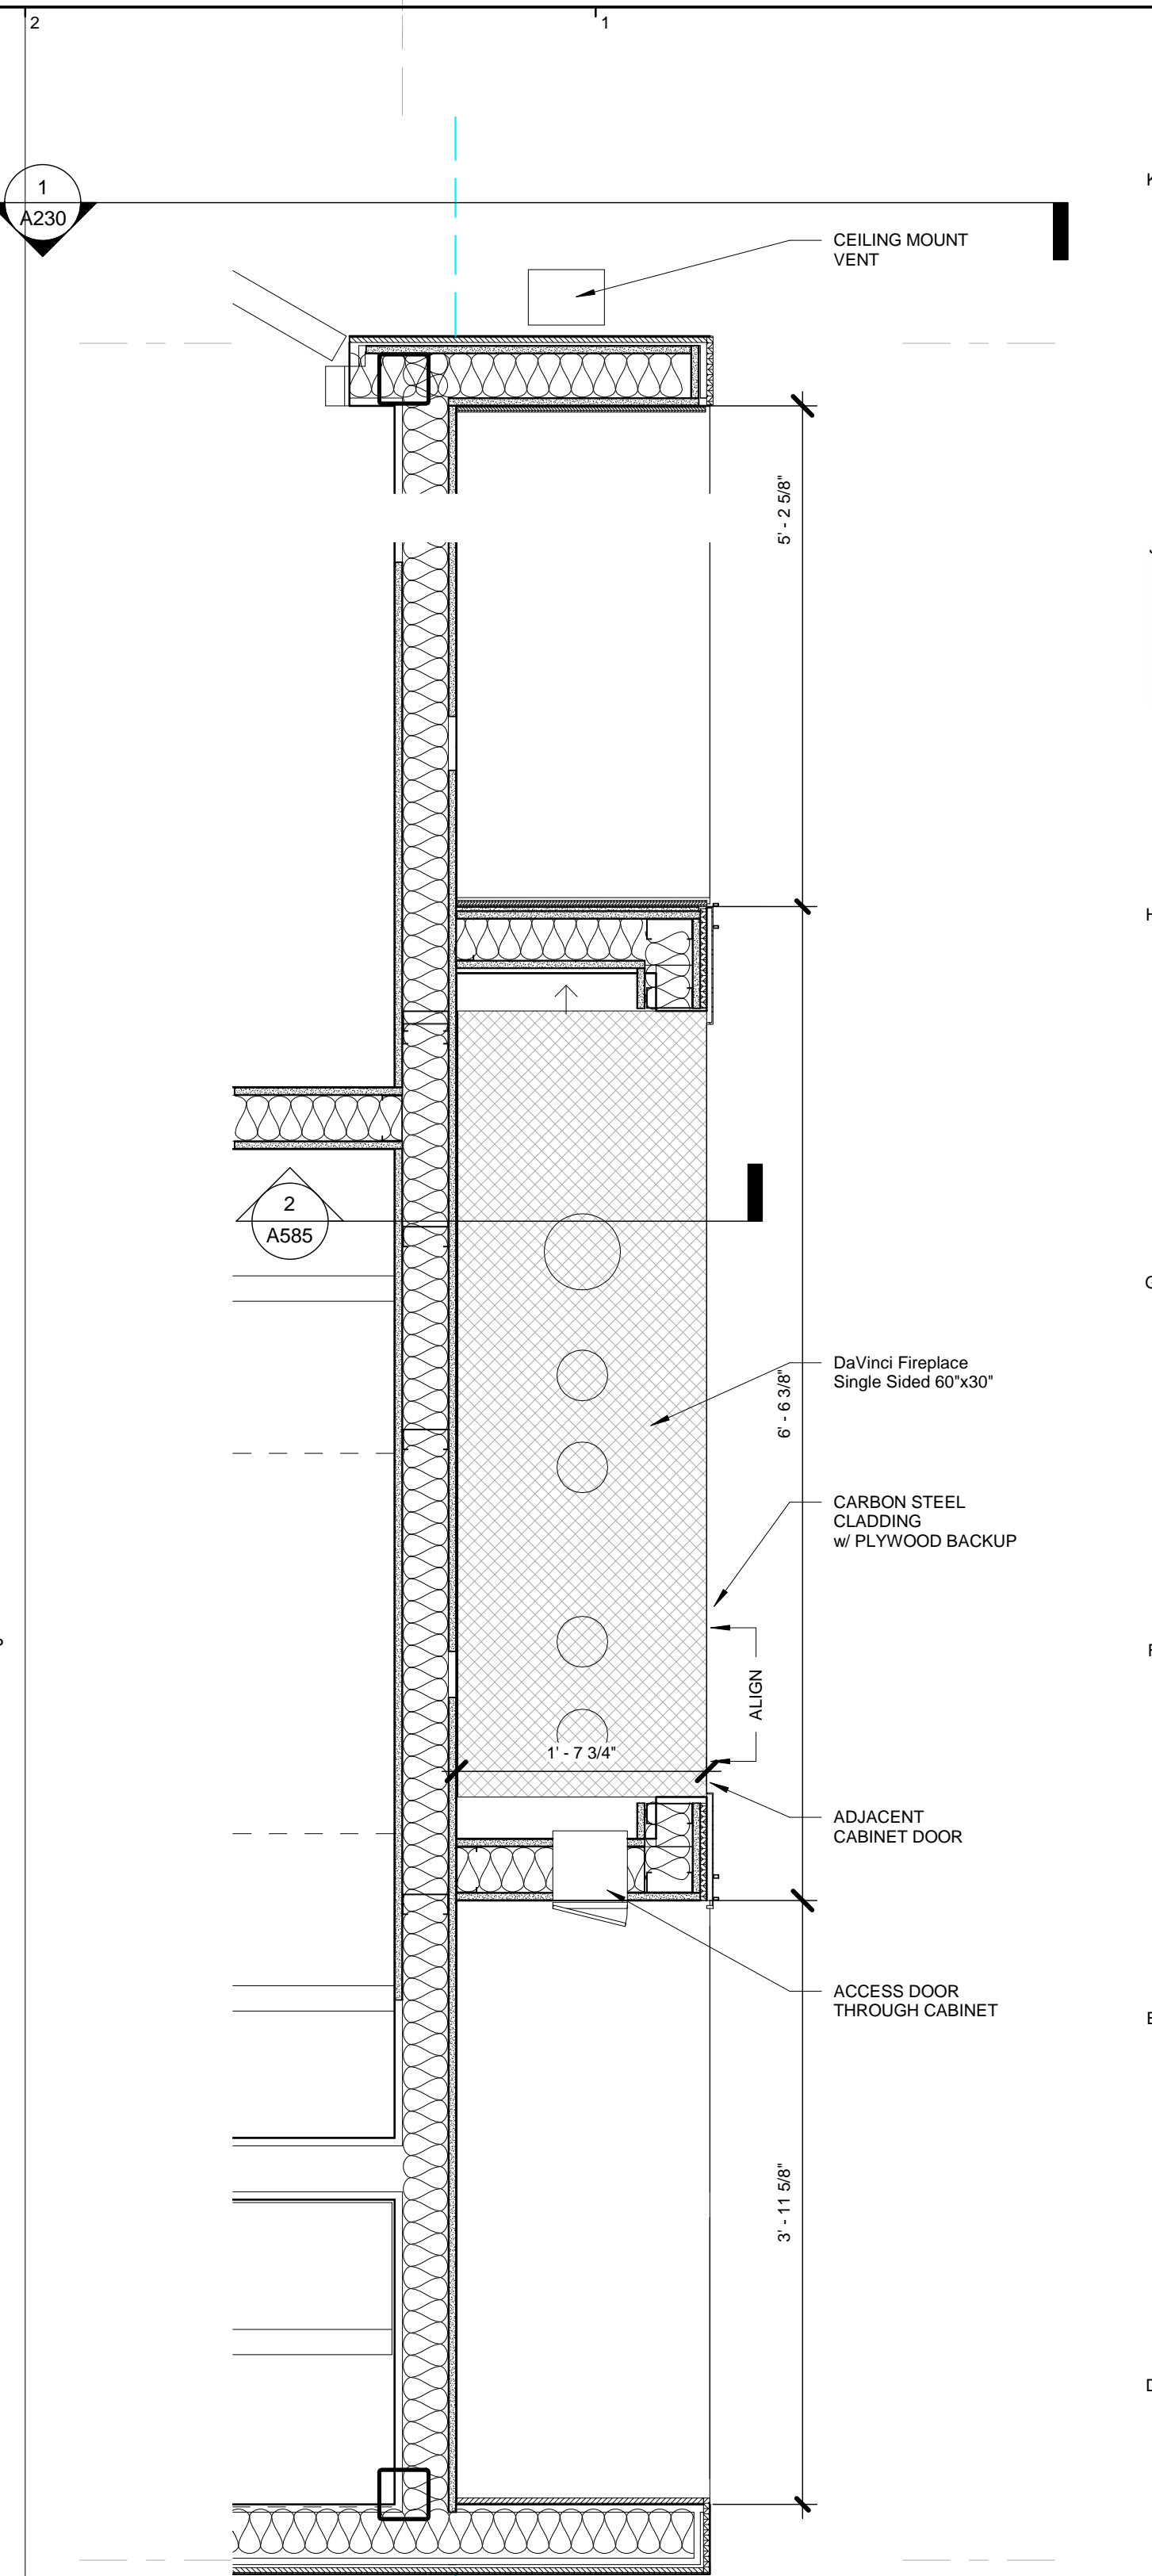 2
1
1
A230
K
CEILING MOUNT
VENT
5' - 2 5/8"
H
2
A585
G
DaVinci Fireplace
Single Sided 60"x30"
6' - 6 3/8"
CARBON STEEL
CLADDING
w/ PLYWOOD BACKUP
ALIGN
1' - 7 3/4"
ADJACENT
CABINET DOOR
ACCESS DOOR
THROUGH CABINET
3' - 11 5/8"